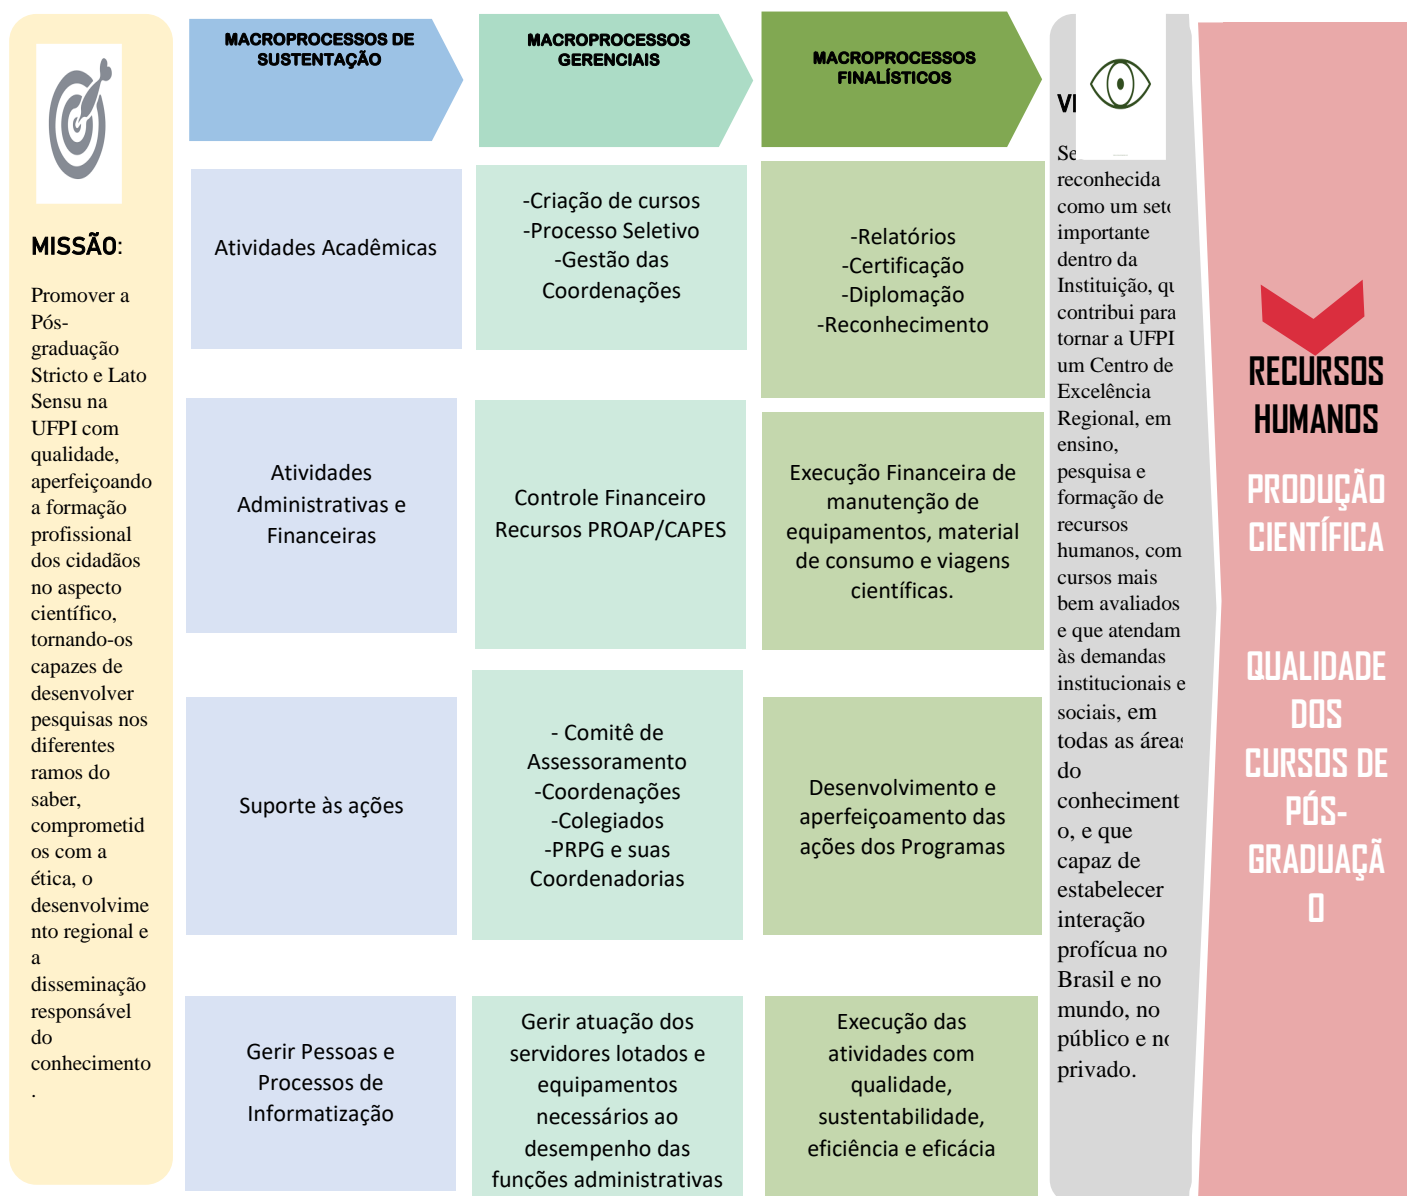 MISSÃO:
Promover a
Pós-
graduação
Stricto e Lato
Sensu na
UFPI com
qualidade,
aperfeiçoando
a formação
profissional
dos cidadãos
no aspecto
científico,
tornando-os
capazes de
desenvolver
pesquisas nos
diferentes
ramos do
saber,
comprometid
os com a
ética, o
desenvolvime
nto regional e
a
disseminação
responsável
do
conhecimento
.
MACROPROCESSOS DE
SUSTENTAÇÃO
Atividades Acadêmicas
Atividades
Administrativas e
Financeiras
Suporte às ações
Gerir Pessoas e
Processos de
Informatização
MACROPROCESSOS
GERENCIAIS
-Criação de cursos
-Processo Seletivo
-Gestão das
Coordenações
Controle Financeiro
Recursos PROAP/CAPES
- Comitê de
Assessoramento
-Coordenações
-Colegiados
-PRPG e suas
Coordenadorias
Gerir atuação dos
servidores lotados e
equipamentos
necessários ao
desempenho das
funções administrativas
MACROPROCESSOS
FINALÍSTICOS
-Relatórios
-Certificação
-Diplomação
-Reconhecimento
Execução Financeira de
manutenção de
equipamentos, material
de consumo e viagens
científicas.
Desenvolvimento e
aperfeiçoamento das
ações dos Programas
Execução das
atividades com
qualidade,
sustentabilidade,
eficiência e eficácia
reconhecida
como um
importante
dentro da
Instituição,
contribui para
tornar a UFPI
um Centro de
Excelência
Regional, em
ensino,
pesquisa e
formação de
recursos
humanos, com
cursos mais
bem avaliados
e que atendam
às demandas
institucionais e
sociais, em
todas as áreas
do
conheciment
o, e que
capaz de
estabelecer
interação
profícua no
Brasil e no
mundo, no
público e no
privado.
RECURSOS
HUMANOS
PRODUÇÃO
CIENTÍFICA
QUALIDADE
DOS
CURSOS DE
PÓS-
GRADUAÇÃ
O